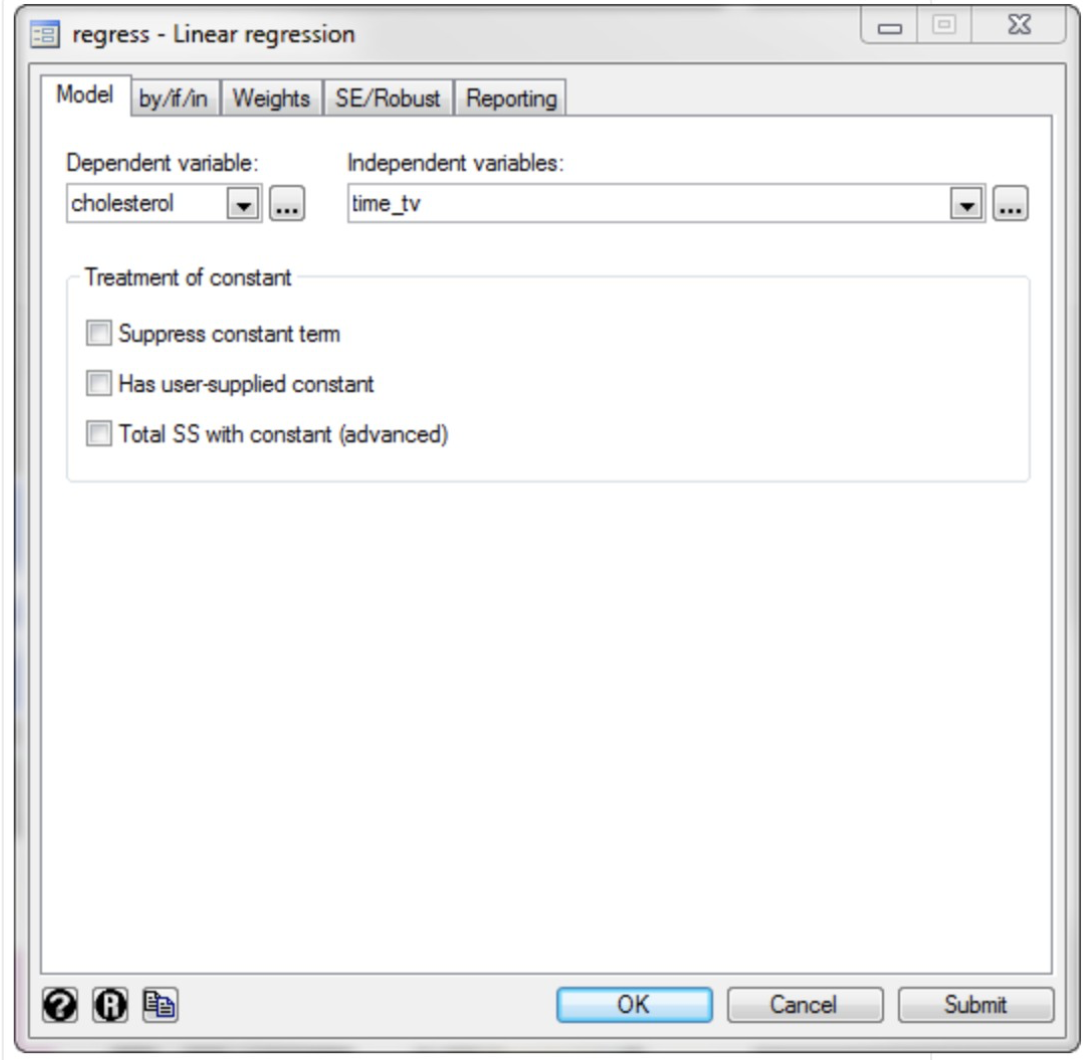 regress - Linear regression
Model by/if/in Weights SE/Robust Reporting
Dependent variable: Independent variables:
cholesterol ... time_tv ...
Treatment of constant
Suppress constant term
Has user-supplied constant
Total SS with constant (advanced)
? R OK Cancel Submit